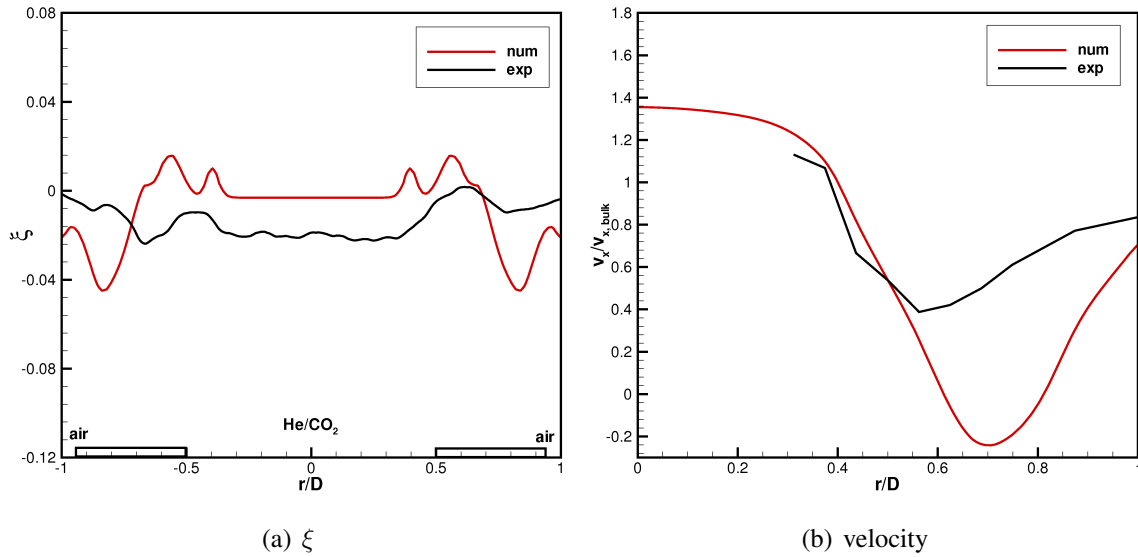 0.08
0.04
0
-0.04
-0.08
-0.12
ξ
num
exp
He/CO2
air
air
-1 -0.5 0 0.5 1
r/D
(a) ξ
1.8
1.6
1.4
1.2
1
0.8
0.6
0.4
0.2
0
-0.2
vx/vx,bulk
num
exp
0 0.2 0.4 0.6 0.8 1
r/D
(b) velocity